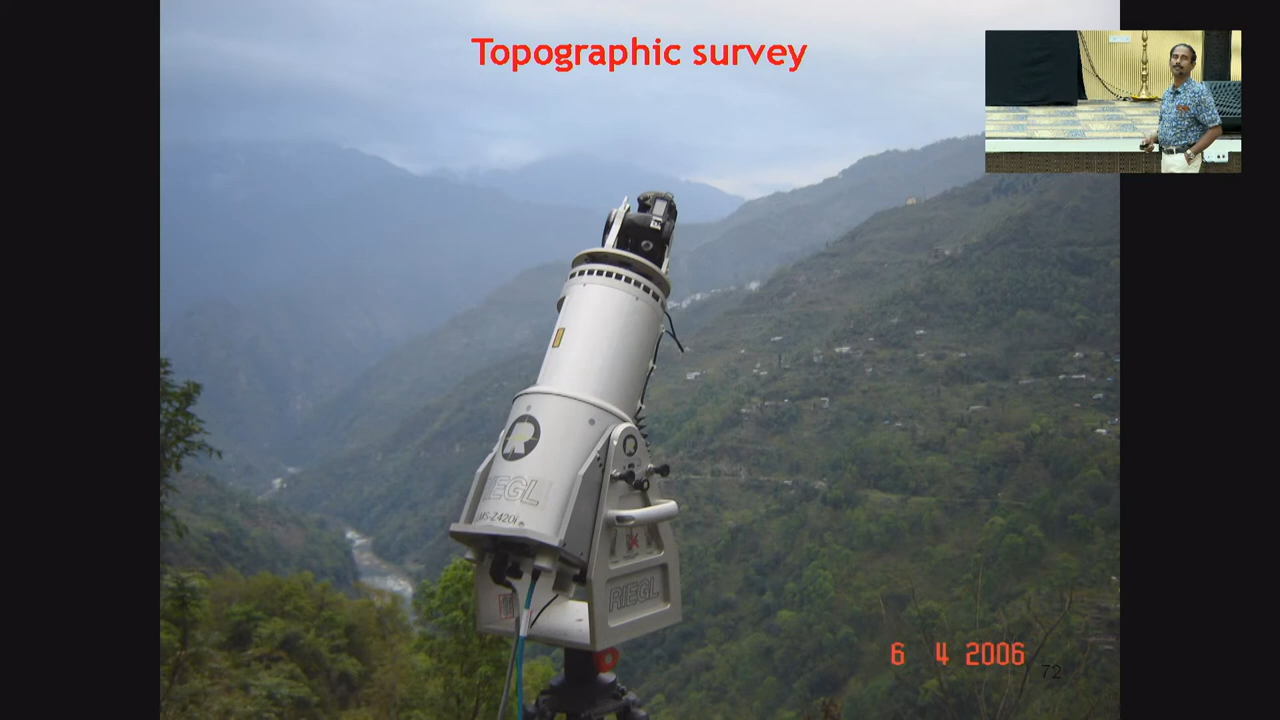 Topographic survey
R
R
RIEGL
LMS-Z420i
RIEGL
6 4 2006
72